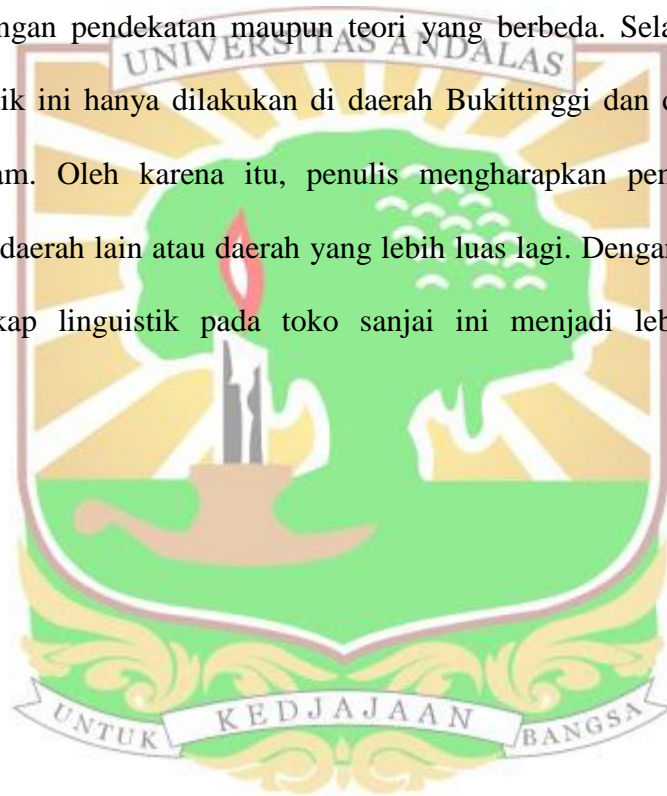 ngan pendekatan maupun teori yang berbeda. Sela
UNIVERSITAS ANDALAS
ik ini hanya dilakukan di daerah Bukittinggi dan d
am. Oleh karena itu, penulis mengharapkan pen
daerah lain atau daerah yang lebih luas lagi. Dengan
kap linguistik pada toko sanjai ini menjadi leb
UNTUK KEDJAJAAN BANGSA